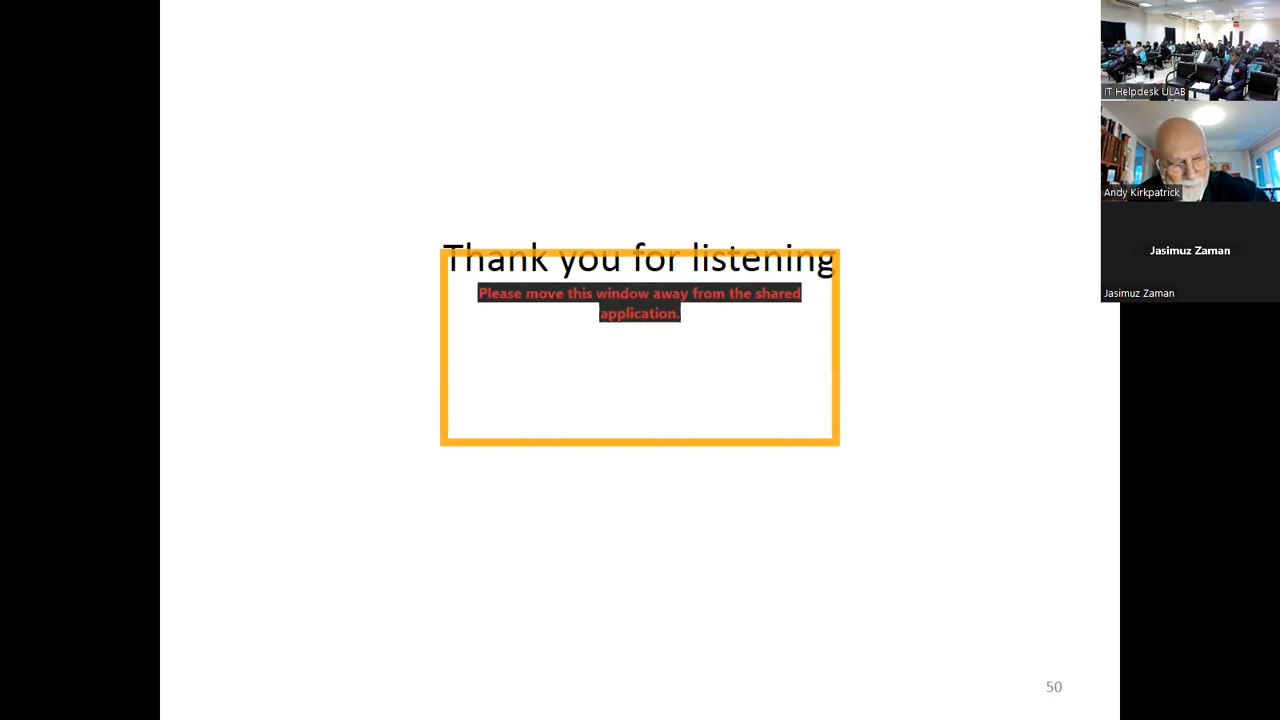 Thank you for listening
Please move this window away from the shared
application.
50
IT Helpdesk ULAB
Andy Kirkpatrick
Jasimuz Zaman
Jasimuz Zaman